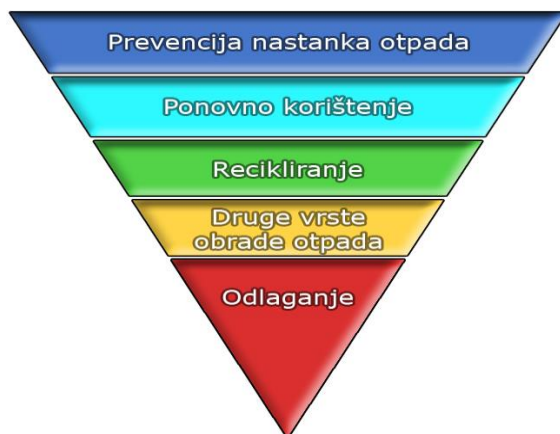 Prevencija nastanka otpada
Ponovno korištenje
Recikliranje
Druge vrste
obrade otpada
Odlaganje